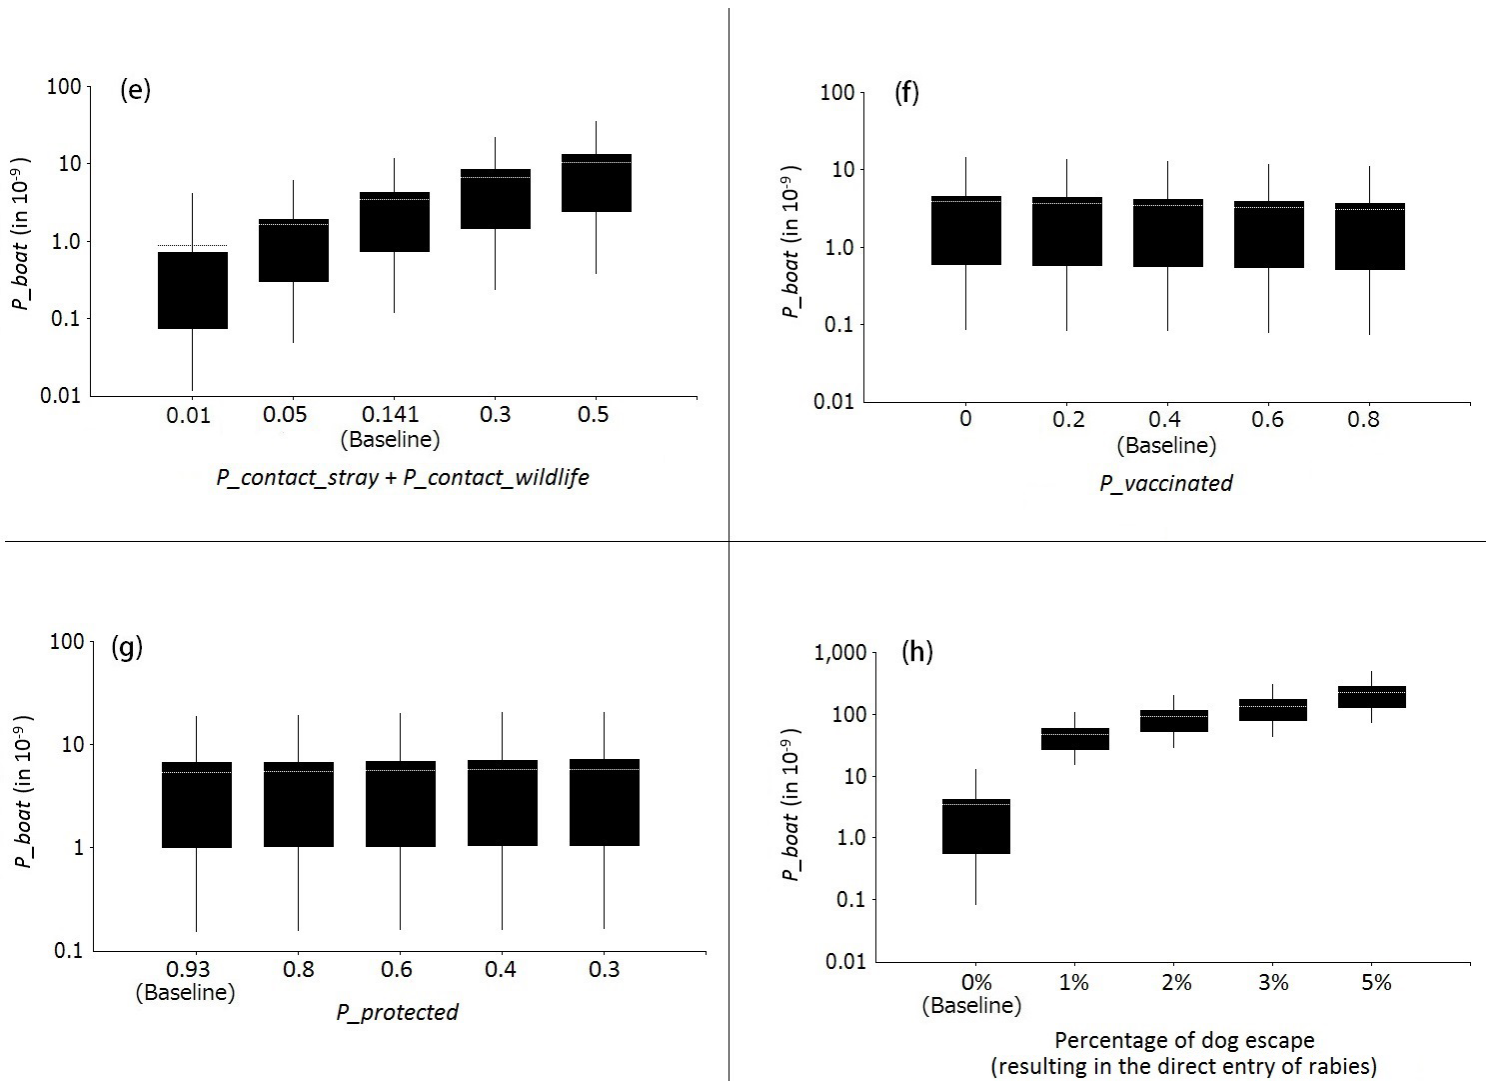 (e)
100
10
1.0
0.1
0.01
P_boat (in 10⁻⁹ )
0.01 0.05 0.141 0.3 0.5
(Baseline)
P_contact_stray + P_contact_wildlife
(f)
100
10
1.0
0.1
0.01
P_boat (in 10⁻⁹ )
0 0.2 0.4 0.6 0.8
(Baseline)
P_vaccinated
(g)
100
10
1
0.1
P_boat (in 10⁻⁹ )
0.93 0.8 0.6 0.4 0.3
(Baseline)
P_protected
(h)
1,000
100
10
1.0
0.1
0.01
P_boat (in 10⁻⁹ )
0% 1% 2% 3% 5%
(Baseline)
Percentage of dog escape
(resulting in the direct entry of rabies)